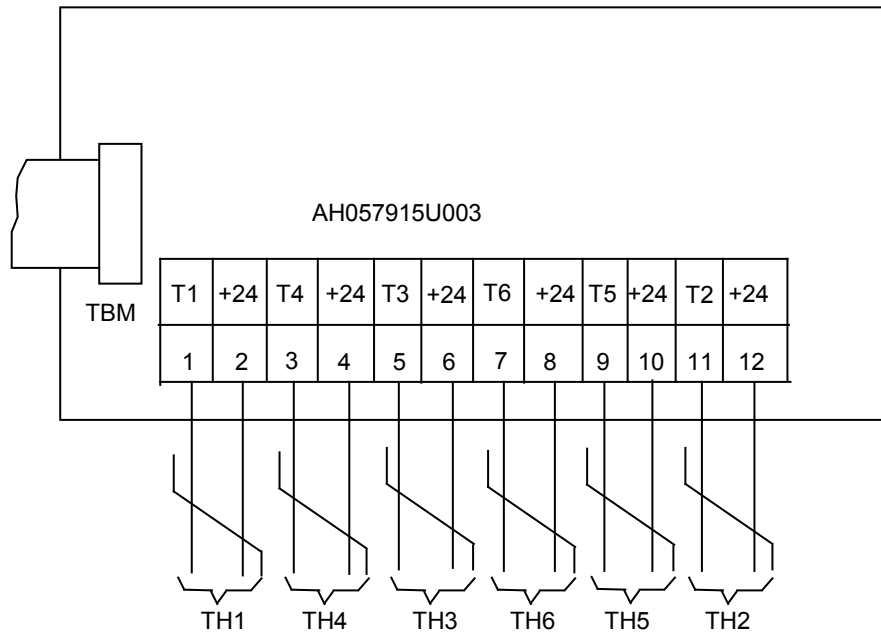 AH057915U003
TBM
T1 +24 T4 +24 T3 +24 T6 +24 T5 +24 T2 +24
1 2 3 4 5 6 7 8 9 10 11 12
TH1 TH4 TH3 TH6 TH5 TH2